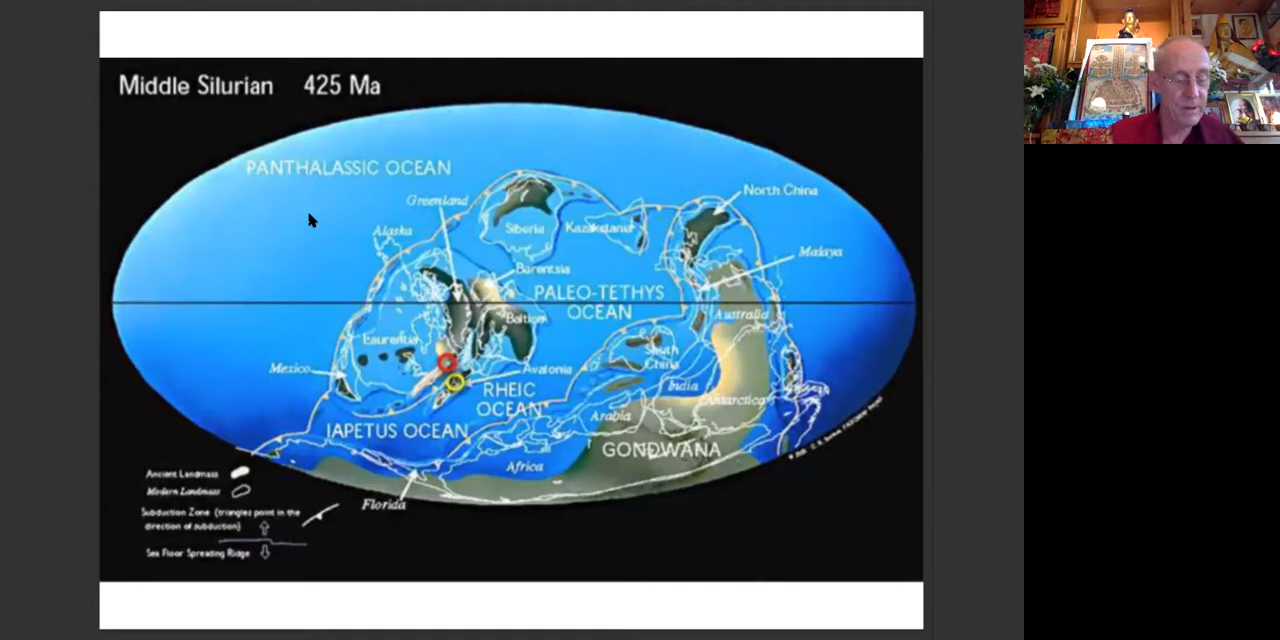 Middle Silurian 425 Ma
PANTHALASSIC OCEAN
North China
Greenland
Siberia
Kazakstania
Alaska
Malaya
Barentsia
PALEO-TETHYS
OCEAN
Baltica
Australia
Laurentia
South
China
Mexico
Avalonia
India
RHEIC
OCEAN
Antarctica
Arabia
IAPETUS OCEAN
GONDWANA
Africa
Florida
Ancient Landmass
Modern Landmass
Subduction Zone (triangles point in the
direction of subduction)
Sea Floor Spreading Ridge